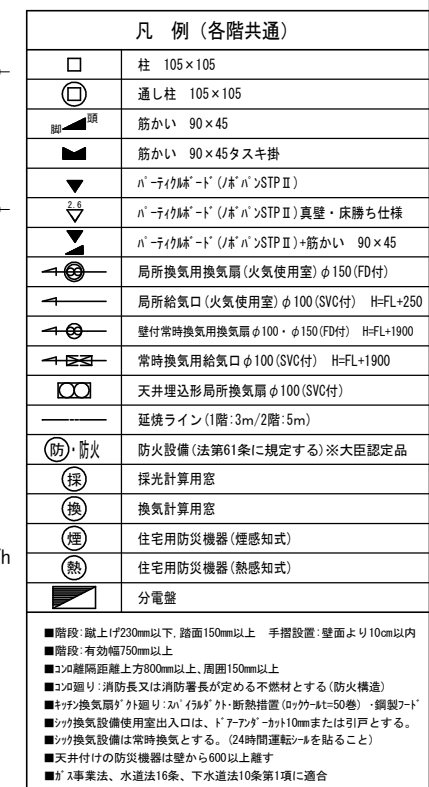 凡 例（各階共通）
柱 105×105
通し柱 105×105
脚 頭 筋かい 90×45
筋かい 90×45タスキ掛
ﾊﾟｰﾃｨｸﾙﾎﾞｰﾄﾞ(ﾉﾎﾞﾊﾟﾝSTPⅡ)
2.6 ﾊﾟｰﾃｨｸﾙﾎﾞｰﾄﾞ(ﾉﾎﾞﾊﾟﾝSTPⅡ)真壁・床勝ち仕様
ﾊﾟｰﾃｨｸﾙﾎﾞｰﾄﾞ(ﾉﾎﾞﾊﾟﾝSTPⅡ)+筋かい 90×45
局所換気用換気扇(火気使用室)φ150(FD付)
局所給気口(火気使用室)φ100(SVC付) H=FL+250
壁付常時換気用換気扇φ100・φ150(FD付) H=FL+1900
常時換気用給気口φ100(SVC付) H=FL+1900
天井埋込形局所換気扇φ100(SVC付)
延焼ライン(1階:3m/2階:5m)
防・防火 防火設備(法第61条に規定する)※大臣認定品
採 採光計算用窓
換 換気計算用窓
煙 住宅用防災機器(煙感知式)
熱 住宅用防災機器(熱感知式)
分電盤
/h
■階段:蹴上げ230mm以下,踏面150mm以上 手摺設置:壁面より10cm以内
■階段:有効幅750mm以上
■ｺﾝﾛ離隔距離上方800mm以上、周囲150mm以上
■ｺﾝﾛ廻り:消防長又は消防署長が定める不燃材とする(防火構造)
■ｷｯﾁﾝ換気扇ﾀﾞｸﾄ廻り:ｽﾊﾟｲﾗﾙﾀﾞｸﾄ・断熱措置(ﾛｯｸｳｰﾙt=50巻)・鋼製ﾌｰﾄﾞ
■ｼｯｸ換気設備使用室出入口は、ﾄﾞｱｰｱﾝﾀﾞｰｶｯﾄ10mmまたは引戸とする。
■ｼｯｸ換気設備は常時換気とする。(24時間運転ｼｰﾙを貼ること)
■天井付けの防災機器は壁から600以上離す
■ガス事業法、水道法16条、下水道法10条第1項に適合